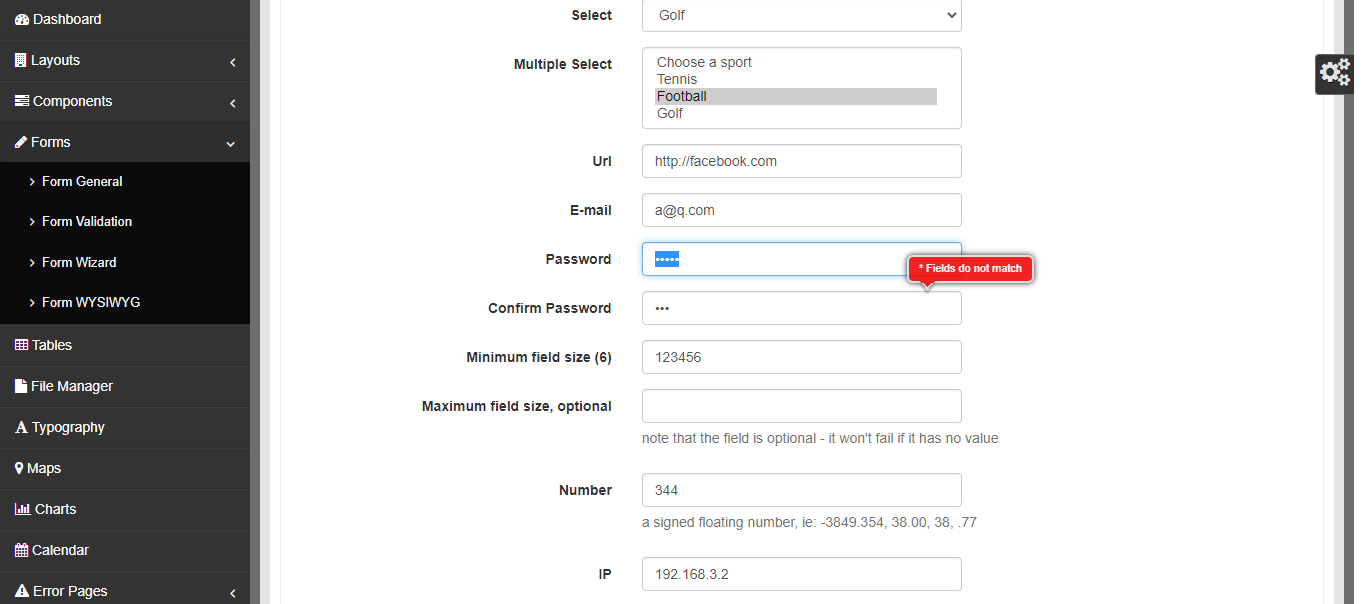 Dashboard
Layouts
Components
Forms
Form General
Form Validation
Form Wizard
Form WYSIWYG
Tables
File Manager
Typography
Maps
Charts
Calendar
Error Pages
Select
Golf
Multiple Select
Choose a sport
Tennis
Football
Golf
Url
http://facebook.com
E-mail
a@q.com
Password
•••••
* Fields do not match
Confirm Password
•••
Minimum field size (6)
123456
Maximum field size, optional
note that the field is optional - it won't fail if it has no value
Number
344
a signed floating number, ie: -3849.354, 38.00, 38, .77
IP
192.168.3.2